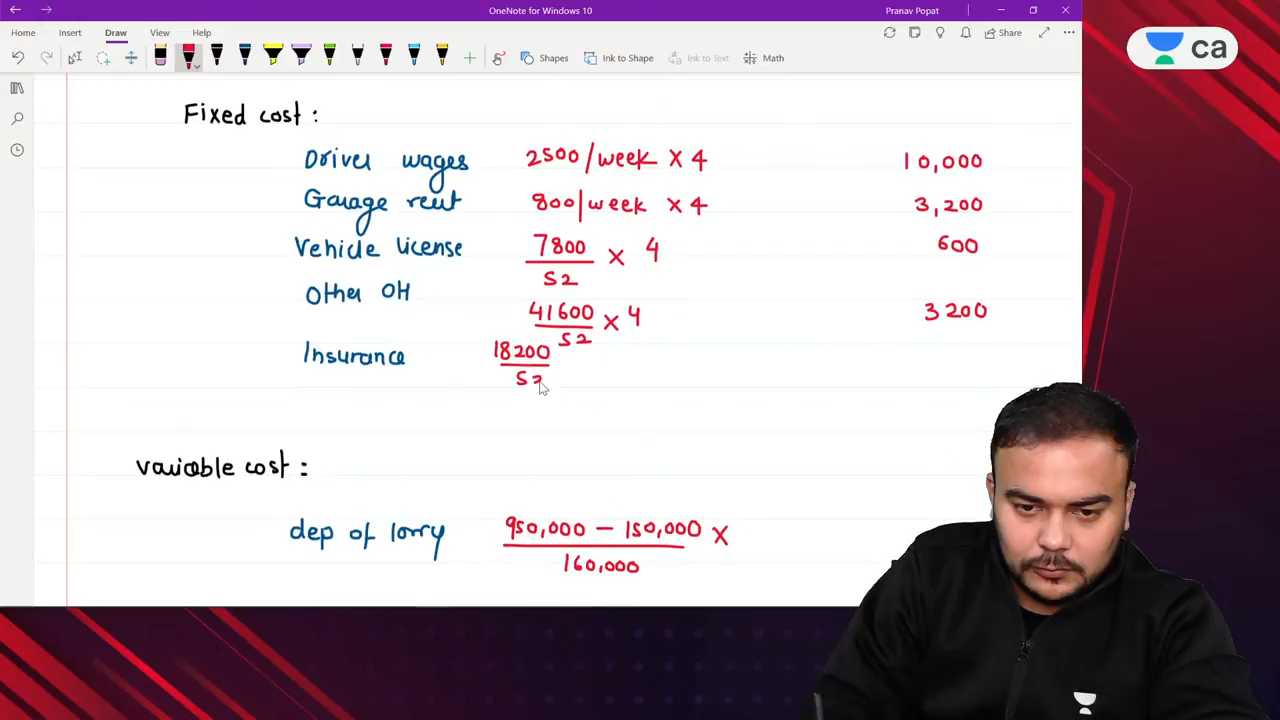 OneNote for Windows 10
Pranav Popat
Home Insert Draw View Help
Share
Shapes Ink to Shape Ink to Text Math
ca
Fixed cost :
Driver wages 2500/week X 4 10,000
Garage rent 800/week x 4 3,200
Vehicle license 7800 / 52 x 4 600
Other OH 41600 / 52 x 4 3200
Insurance 18200 / 52
variable cost :
dep of lorry 950,000 - 150,000 / 160,000 x